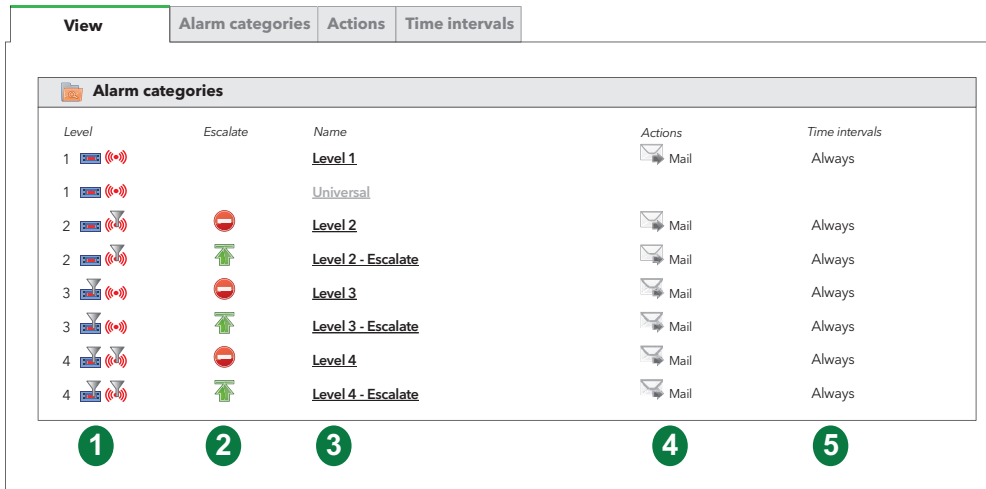 View Alarm categories Actions Time intervals
Alarm categories
Level Escalate Name Actions Time intervals
1 Level 1 Mail Always
1 Universal
2 Level 2 Mail Always
2 Level 2 - Escalate Mail Always
3 Level 3 Mail Always
3 Level 3 - Escalate Mail Always
4 Level 4 Mail Always
4 Level 4 - Escalate Mail Always
1 2 3 4 5